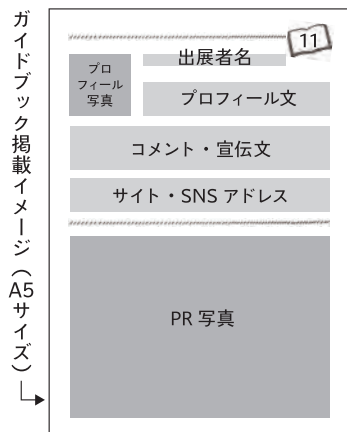 ガイドブック掲載イメージ（A5サイズ）
11
出展者名
プロ
フィール
写真
プロフィール文
コメント・宣伝文
サイト・SNS アドレス
PR 写真